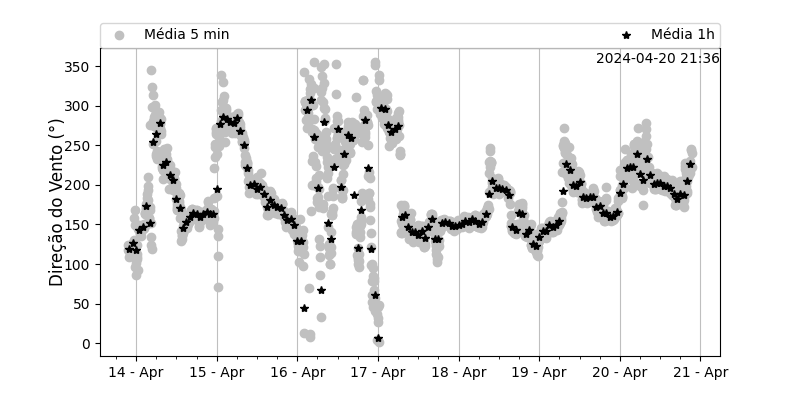 Média 5 min
Média 1h
2024-04-20 21:36
Direção do Vento (°)
350
300
250
200
150
100
50
0
14 - Apr
15 - Apr
16 - Apr
17 - Apr
18 - Apr
19 - Apr
20 - Apr
21 - Apr